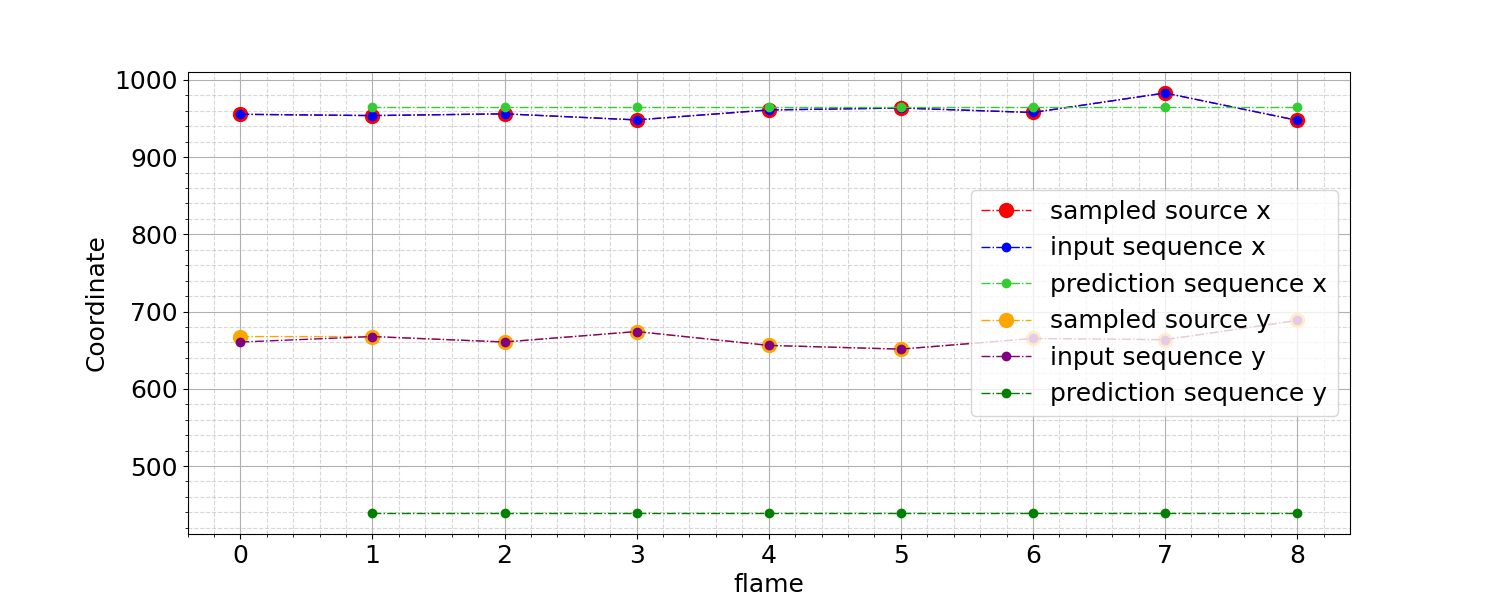 1000
900
800
700
600
500
Coordinate
sampled source x
input sequence x
prediction sequence x
sampled source y
input sequence y
prediction sequence y
0 1 2 3 4 5 6 7 8
flame